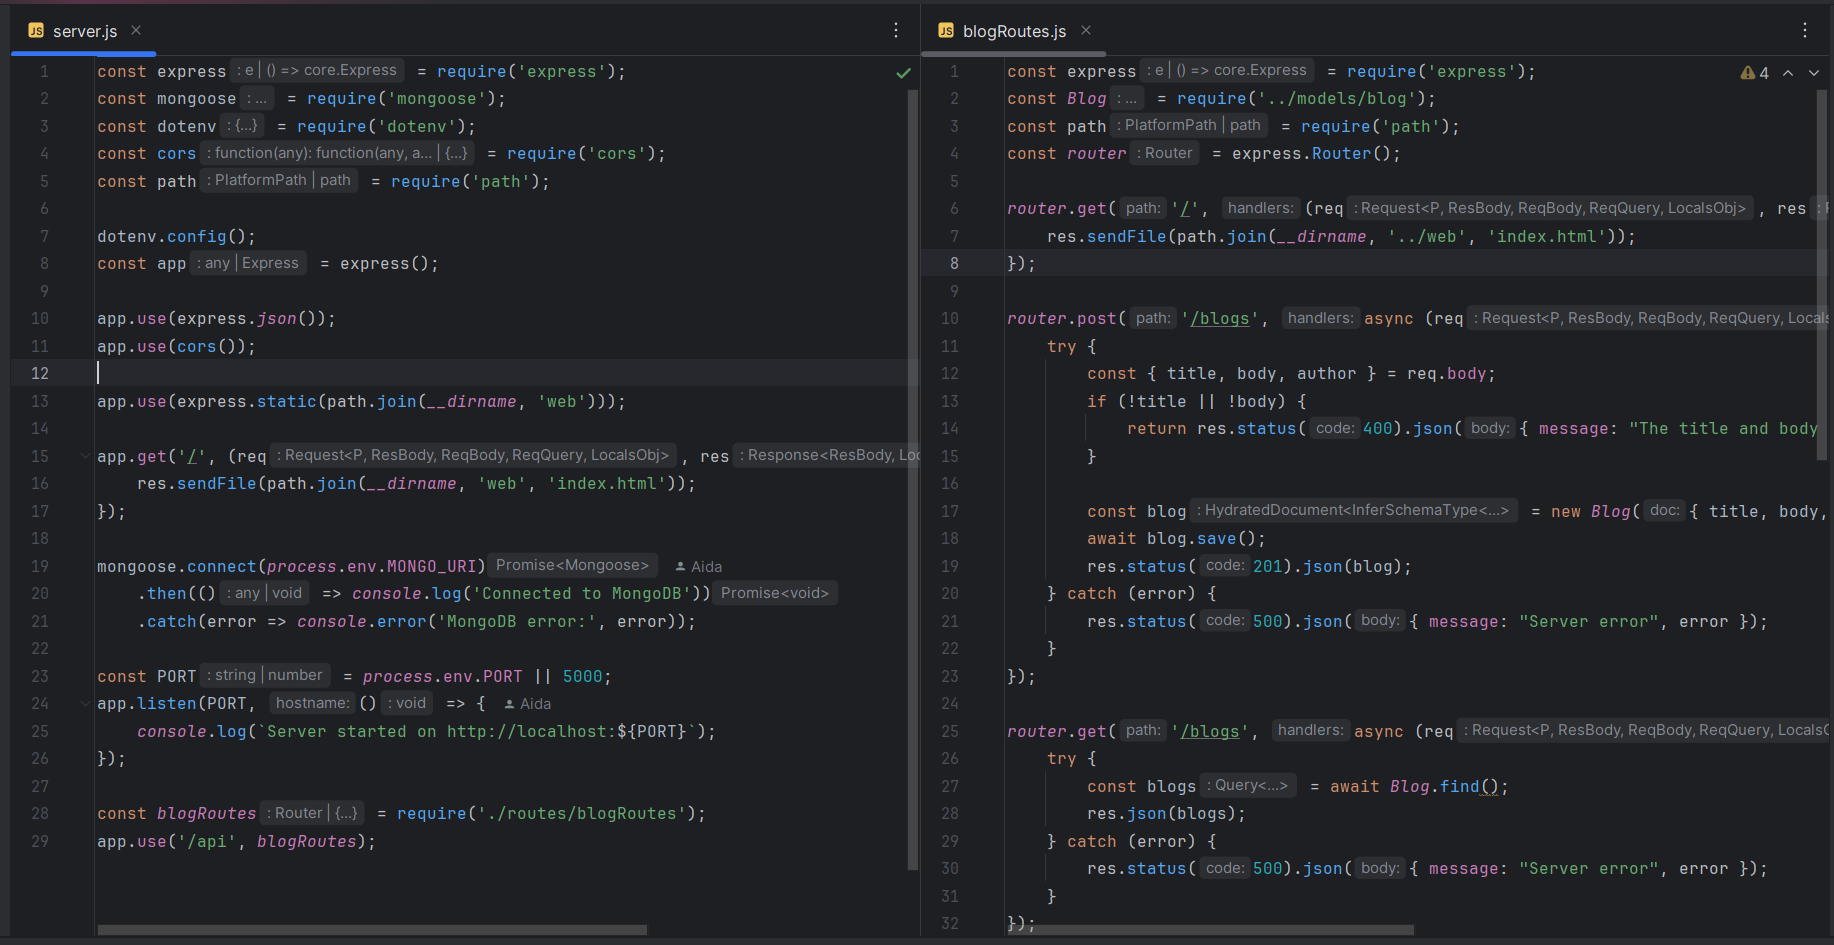 server.js
1 const express : e | () => core.Express = require('express');
2 const mongoose : ... = require('mongoose');
3 const dotenv : {...} = require('dotenv');
4 const cors : function(any): function(any, a... | {...} = require('cors');
5 const path : PlatformPath | path = require('path');
6
7 dotenv.config();
8 const app : any | Express = express();
9
10 app.use(express.json());
11 app.use(cors());
12
13 app.use(express.static(path.join(__dirname, 'web')));
14
15 app.get('/', (req : Request<P, ResBody, ReqBody, ReqQuery, LocalsObj> , res : Response<ResBody, Loc
16 res.sendFile(path.join(__dirname, 'web', 'index.html'));
17 });
18
19 mongoose.connect(process.env.MONGO_URI) Promise<Mongoose> Aida
20 .then(() : any | void => console.log('Connected to MongoDB')) Promise<void>
21 .catch(error => console.error('MongoDB error:', error));
22
23 const PORT : string | number = process.env.PORT || 5000;
24 app.listen(PORT, hostname: () : void => { Aida
25 console.log(`Server started on http://localhost:${PORT}`);
26 });
27
28 const blogRoutes : Router | {...} = require('./routes/blogRoutes');
29 app.use('/api', blogRoutes);
blogRoutes.js
4
1 const express : e | () => core.Express = require('express');
2 const Blog : ... = require('../models/blog');
3 const path : PlatformPath | path = require('path');
4 const router : Router = express.Router();
5
6 router.get( path: '/', handlers: (req : Request<P, ResBody, ReqBody, ReqQuery, LocalsObj> , res :
7 res.sendFile(path.join(__dirname, '../web', 'index.html'));
8 });
9
10 router.post( path: '/blogs', handlers: async (req : Request<P, ResBody, ReqBody, ReqQuery, Locals
11 try {
12 const { title, body, author } = req.body;
13 if (!title || !body) {
14 return res.status( code: 400).json( body: { message: "The title and body
15 }
16
17 const blog : HydratedDocument<InferSchemaType<...> = new Blog( doc: { title, body,
18 await blog.save();
19 res.status( code: 201).json(blog);
20 } catch (error) {
21 res.status( code: 500).json( body: { message: "Server error", error });
22 }
23 });
24
25 router.get( path: '/blogs', handlers: async (req : Request<P, ResBody, ReqBody, ReqQuery, LocalsO
26 try {
27 const blogs : Query<...> = await Blog.find();
28 res.json(blogs);
29 } catch (error) {
30 res.status( code: 500).json( body: { message: "Server error", error });
31 }
32 });